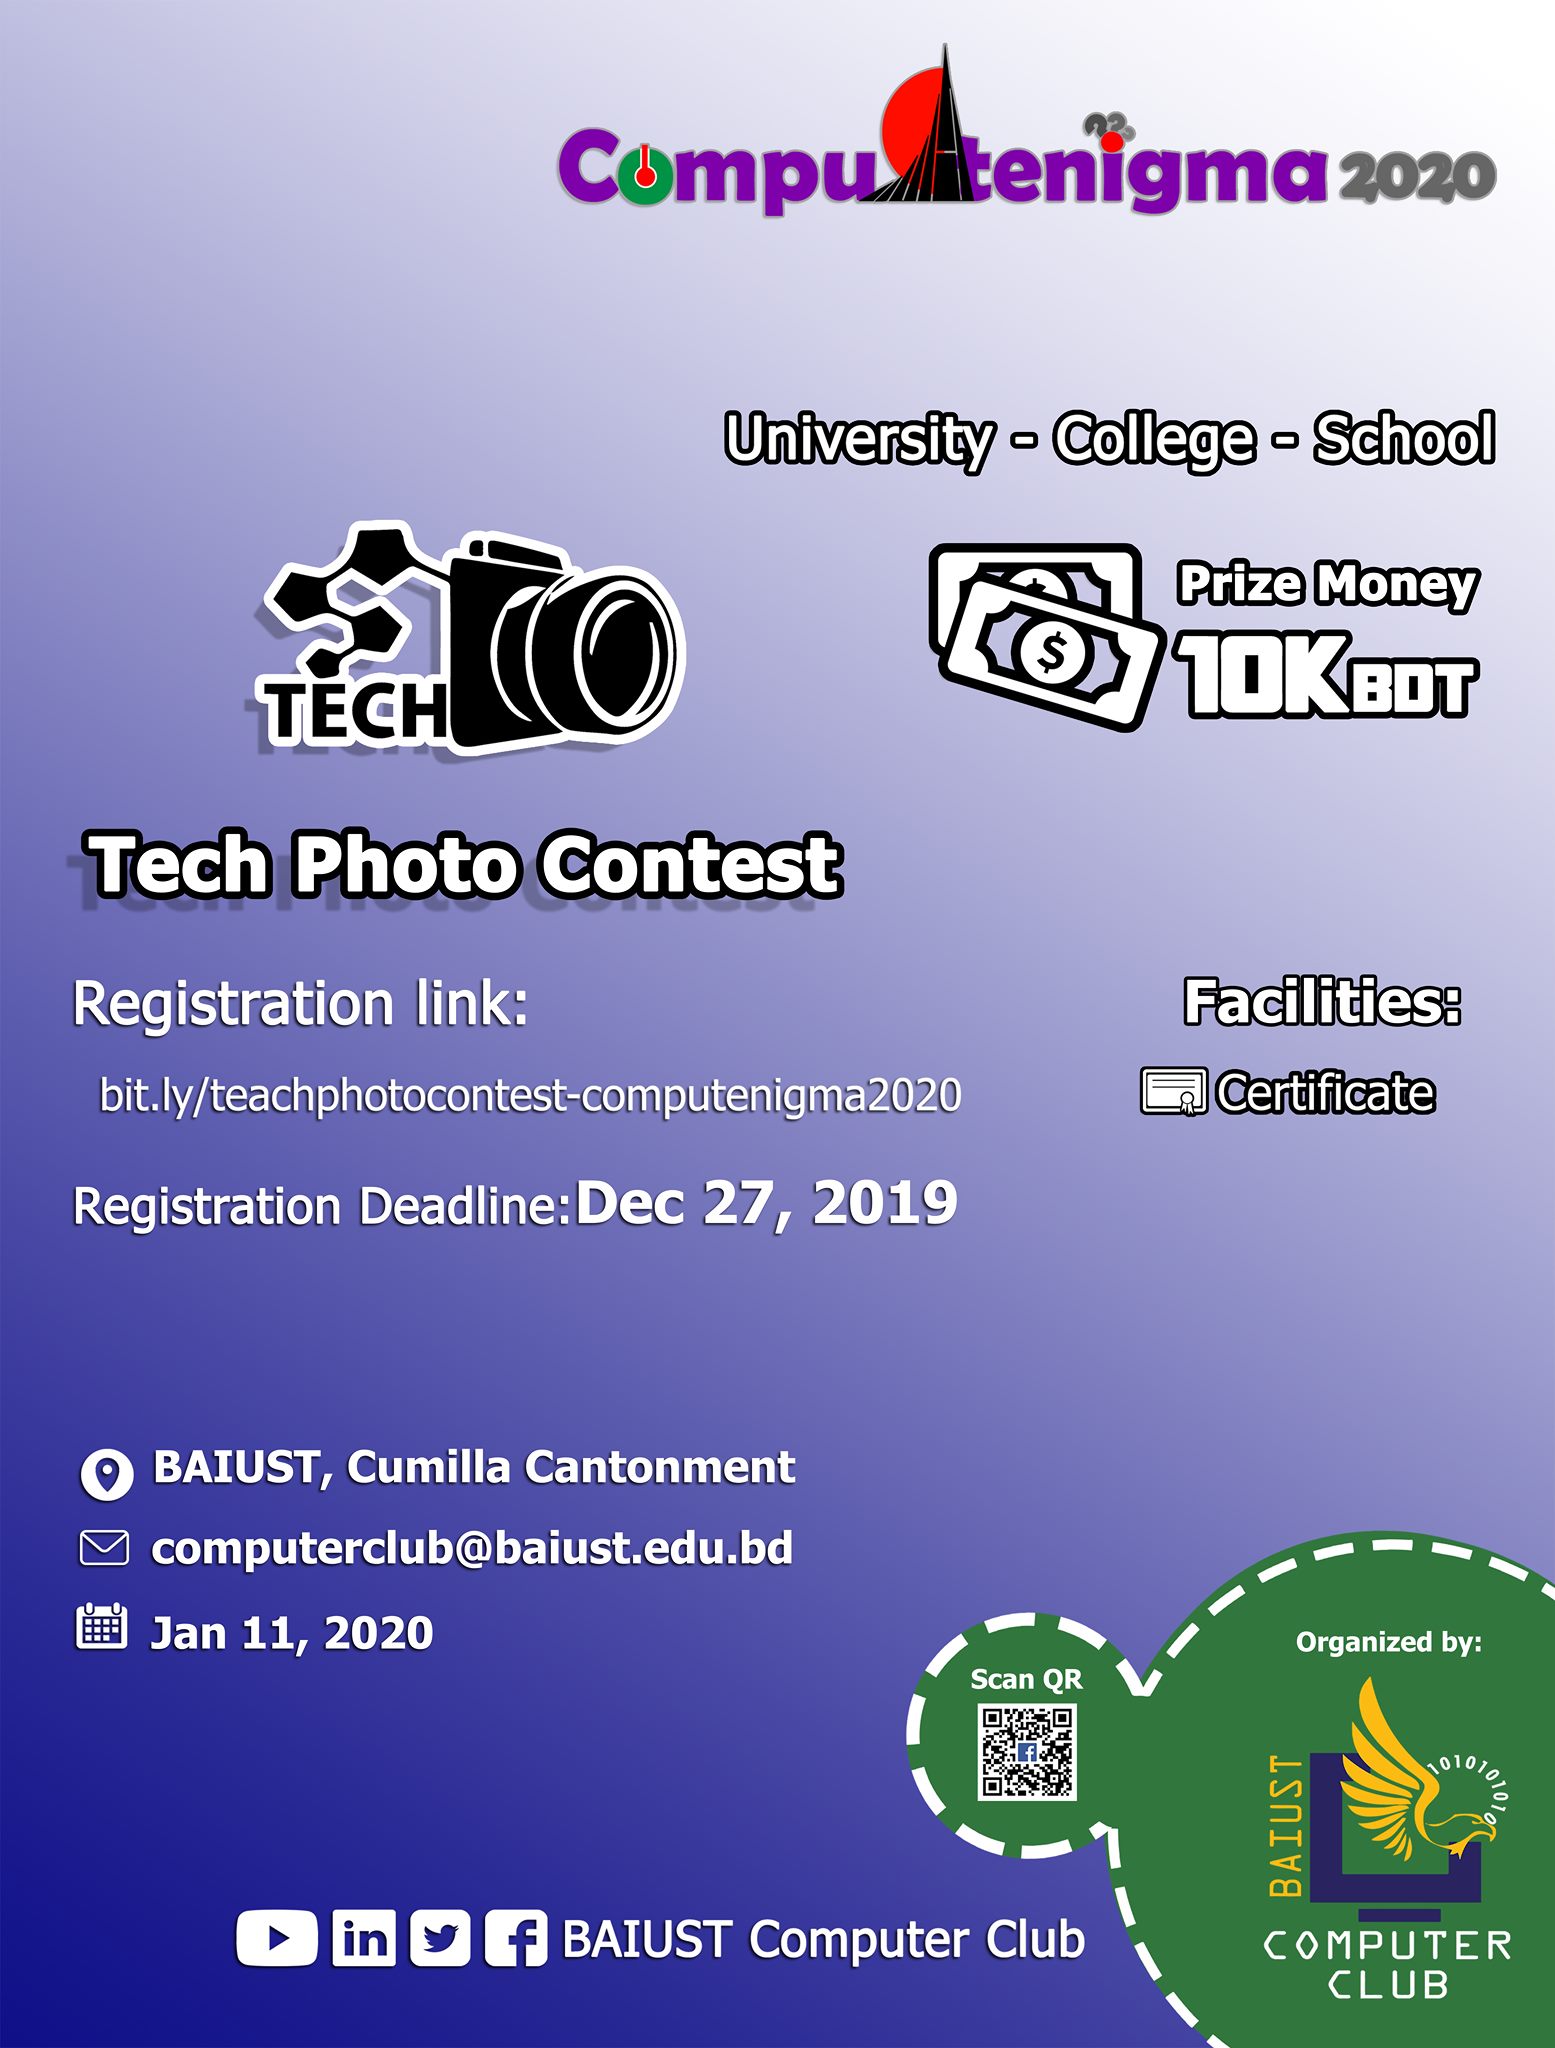 Computenigma 2020
University - College - School
TECH
Prize Money
10K BDT
Tech Photo Contest
Registration link:
bit.ly/teachphotocontest-computenigma2020
Facilities:
Certificate
Registration Deadline:Dec 27, 2019
BAIUST, Cumilla Cantonment
computerclub@baiust.edu.bd
Jan 11, 2020
Scan QR
Organized by:
BAIUST
1010101010
COMPUTER
CLUB
BAIUST Computer Club